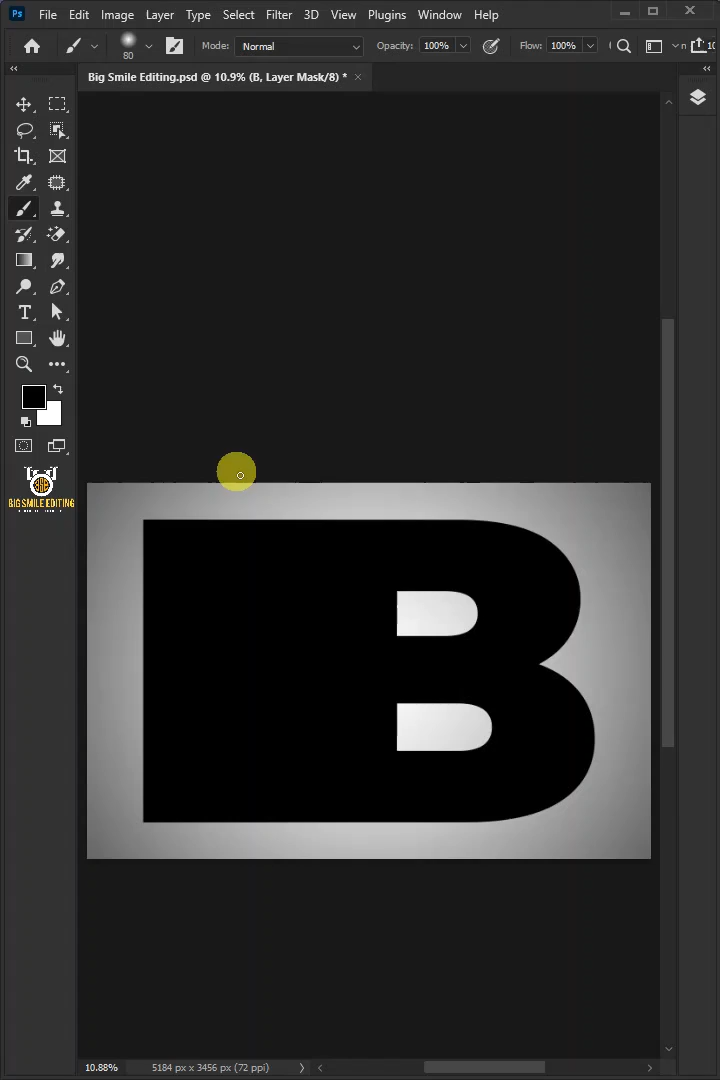 Ps File Edit Image Layer Type Select Filter 3D View Plugins Window Help
80 Mode: Normal Opacity: 100% Flow: 100%
Big Smile Editing.psd @ 10.9% (B, Layer Mask/8) *
T
BIG SMILE EDITING
B
10.88% 5184 px x 3456 px (72 ppi)